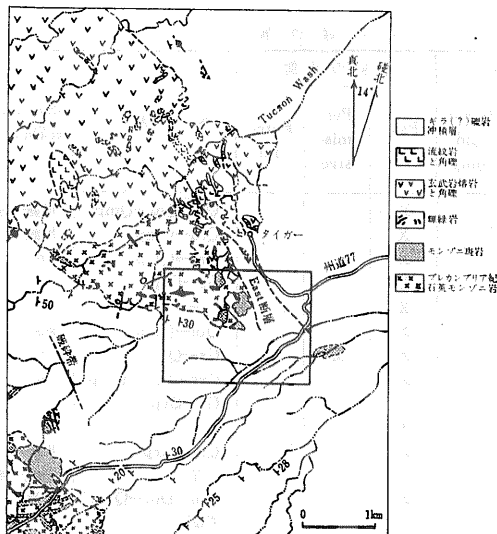 真北
磁北
14°
Tucson Wash
タイガー
州道77
East断層
破砕帯
50
30
30
20
25
28
0 1km
ギラ(?)礫岩
沖積層
流紋岩
と角礫
玄武岩熔岩
と角礫
輝緑岩
モンゾニ斑岩
プレカンブリア紀
石英モンゾニ岩